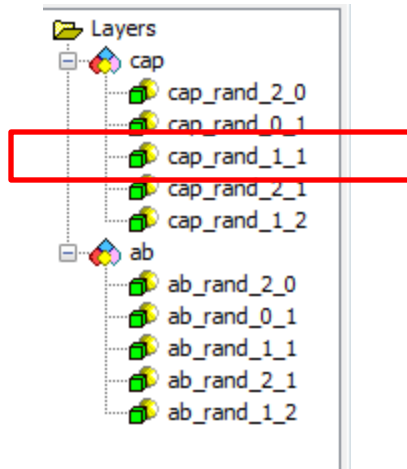 Layers
cap
cap_rand_2_0
cap_rand_0_1
cap_rand_1_1
cap_rand_2_1
cap_rand_1_2
ab
ab_rand_2_0
ab_rand_0_1
ab_rand_1_1
ab_rand_2_1
ab_rand_1_2